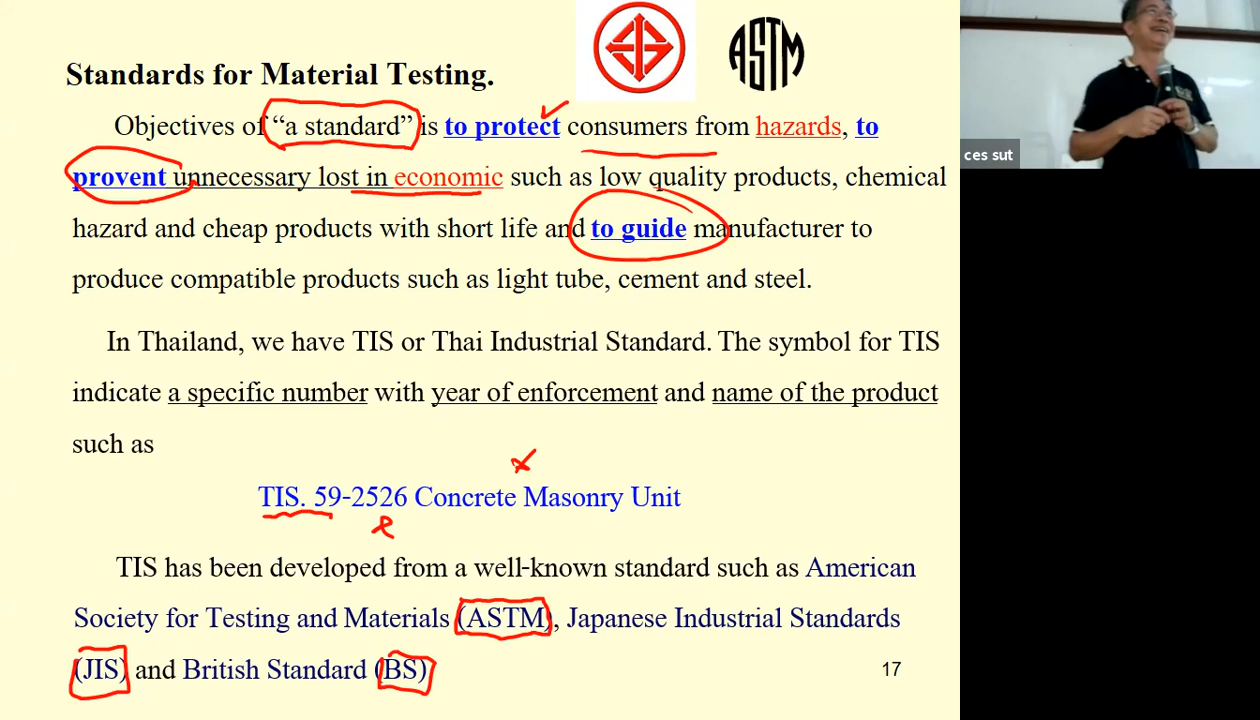 ASTM
Standards for Material Testing.
Objectives of “a standard” is to protect consumers from hazards, to
provent unnecessary lost in economic such as low quality products, chemical
hazard and cheap products with short life and to guide manufacturer to
produce compatible products such as light tube, cement and steel.
In Thailand, we have TIS or Thai Industrial Standard. The symbol for TIS
indicate a specific number with year of enforcement and name of the product
such as
TIS. 59-2526 Concrete Masonry Unit
TIS has been developed from a well-known standard such as American
Society for Testing and Materials (ASTM), Japanese Industrial Standards
(JIS) and British Standard (BS)
17
ces sut